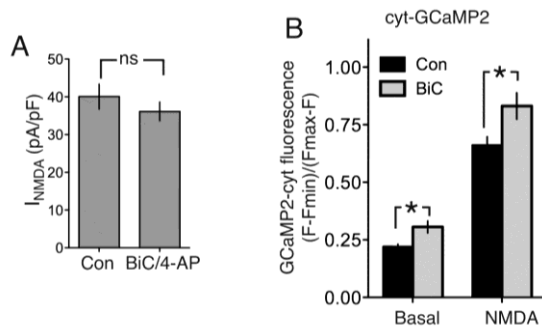 A
ns
I_NMDA (pA/pF)
50
40
30
20
10
0
Con BiC/4-AP
B
cyt-GCaMP2
GCaMP2-cyt fluorescence
(F-Fmin)/(Fmax-F)
1.00
0.75
0.50
0.25
0.00
Con
BiC
*
*
Basal NMDA